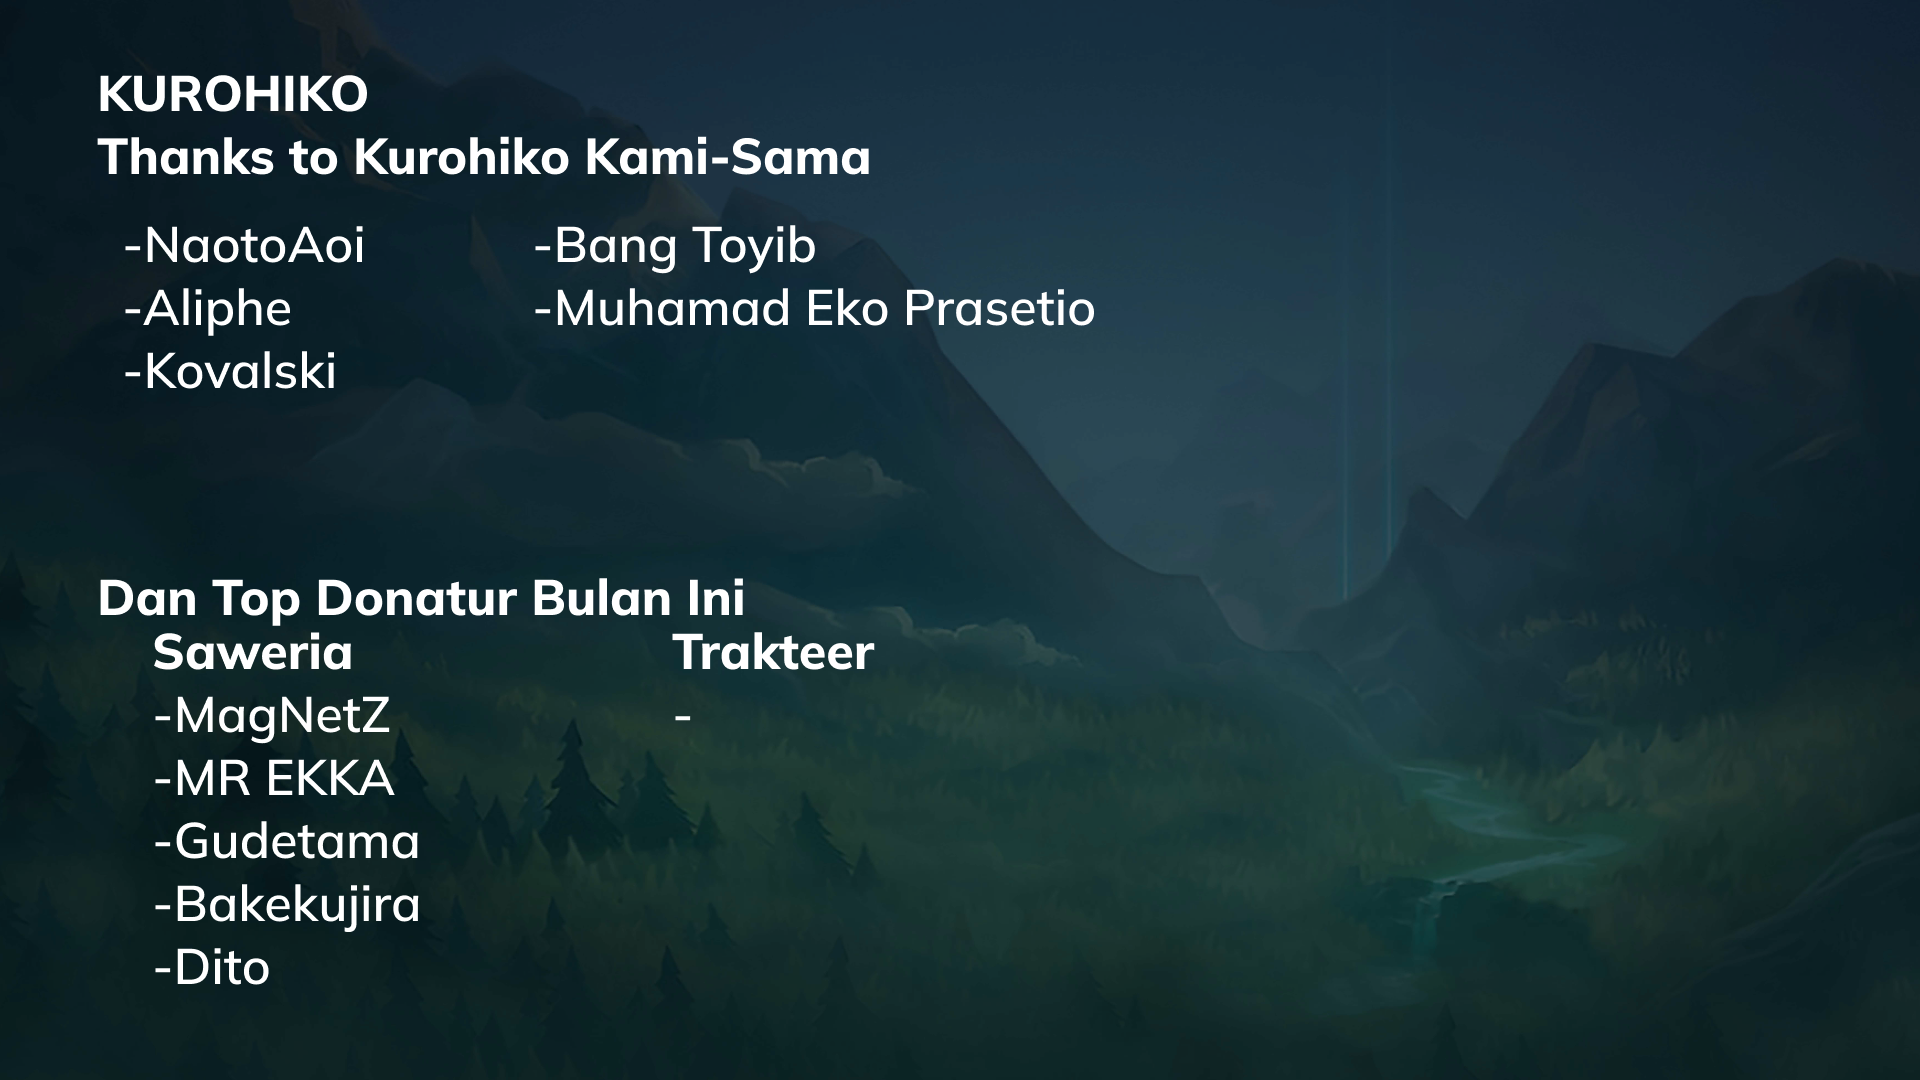 KUROHIKO
Thanks to Kurohiko Kami-Sama
-NaotoAoi
-Aliphe
-Kovalski
-Bang Toyib
-Muhamad Eko Prasetio
Dan Top Donatur Bulan Ini
Saweria
-MagNetZ
-MR EKKA
-Gudetama
-Bakekujira
-Dito
Trakteer
-